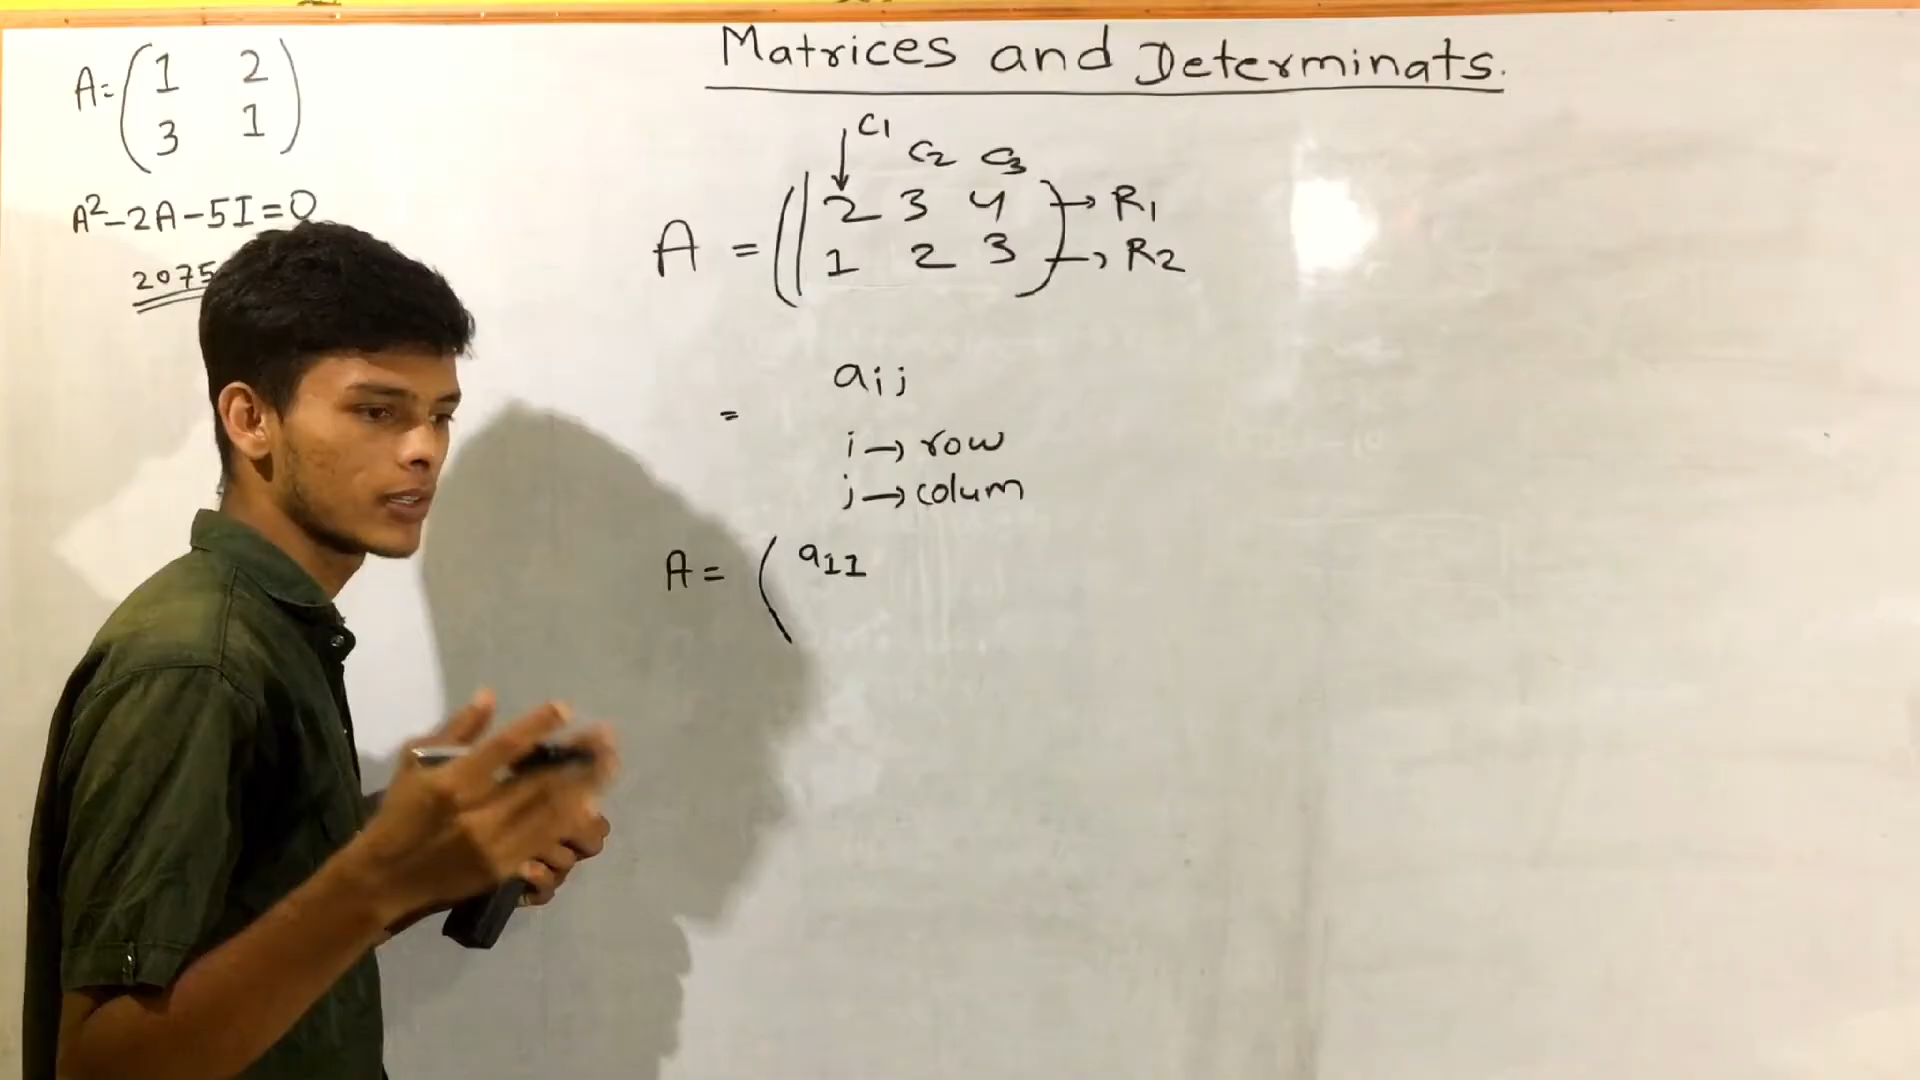 Matrices and Determinats.
A=(1 2
3 1)
A²-2A-5I=0
2075
C1 C2 C3
A = (2 3 4) → R1
1 2 3 → R2
= aij
i → row
j → colum
A = ( a11